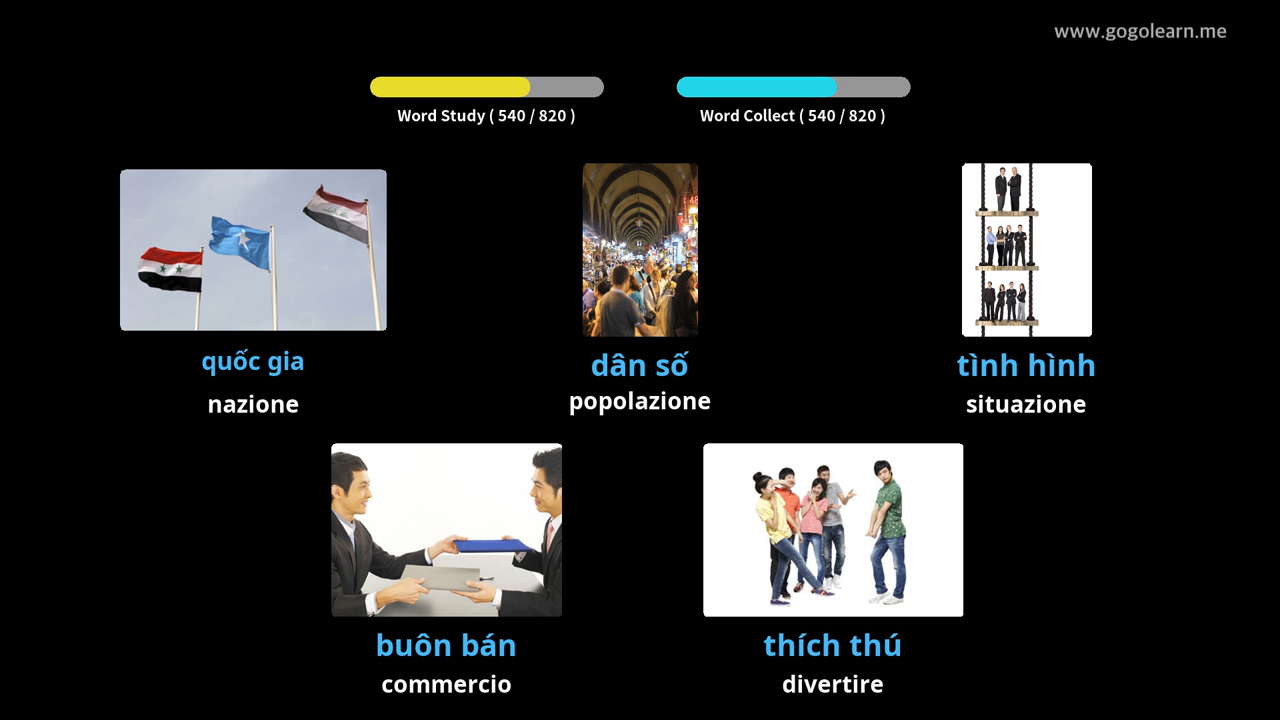 www.gogolearn.me
Word Study ( 540 / 820 )
Word Collect ( 540 / 820 )
quốc gia
nazione
dân số
popolazione
tình hình
situazione
buôn bán
commercio
thích thú
divertire